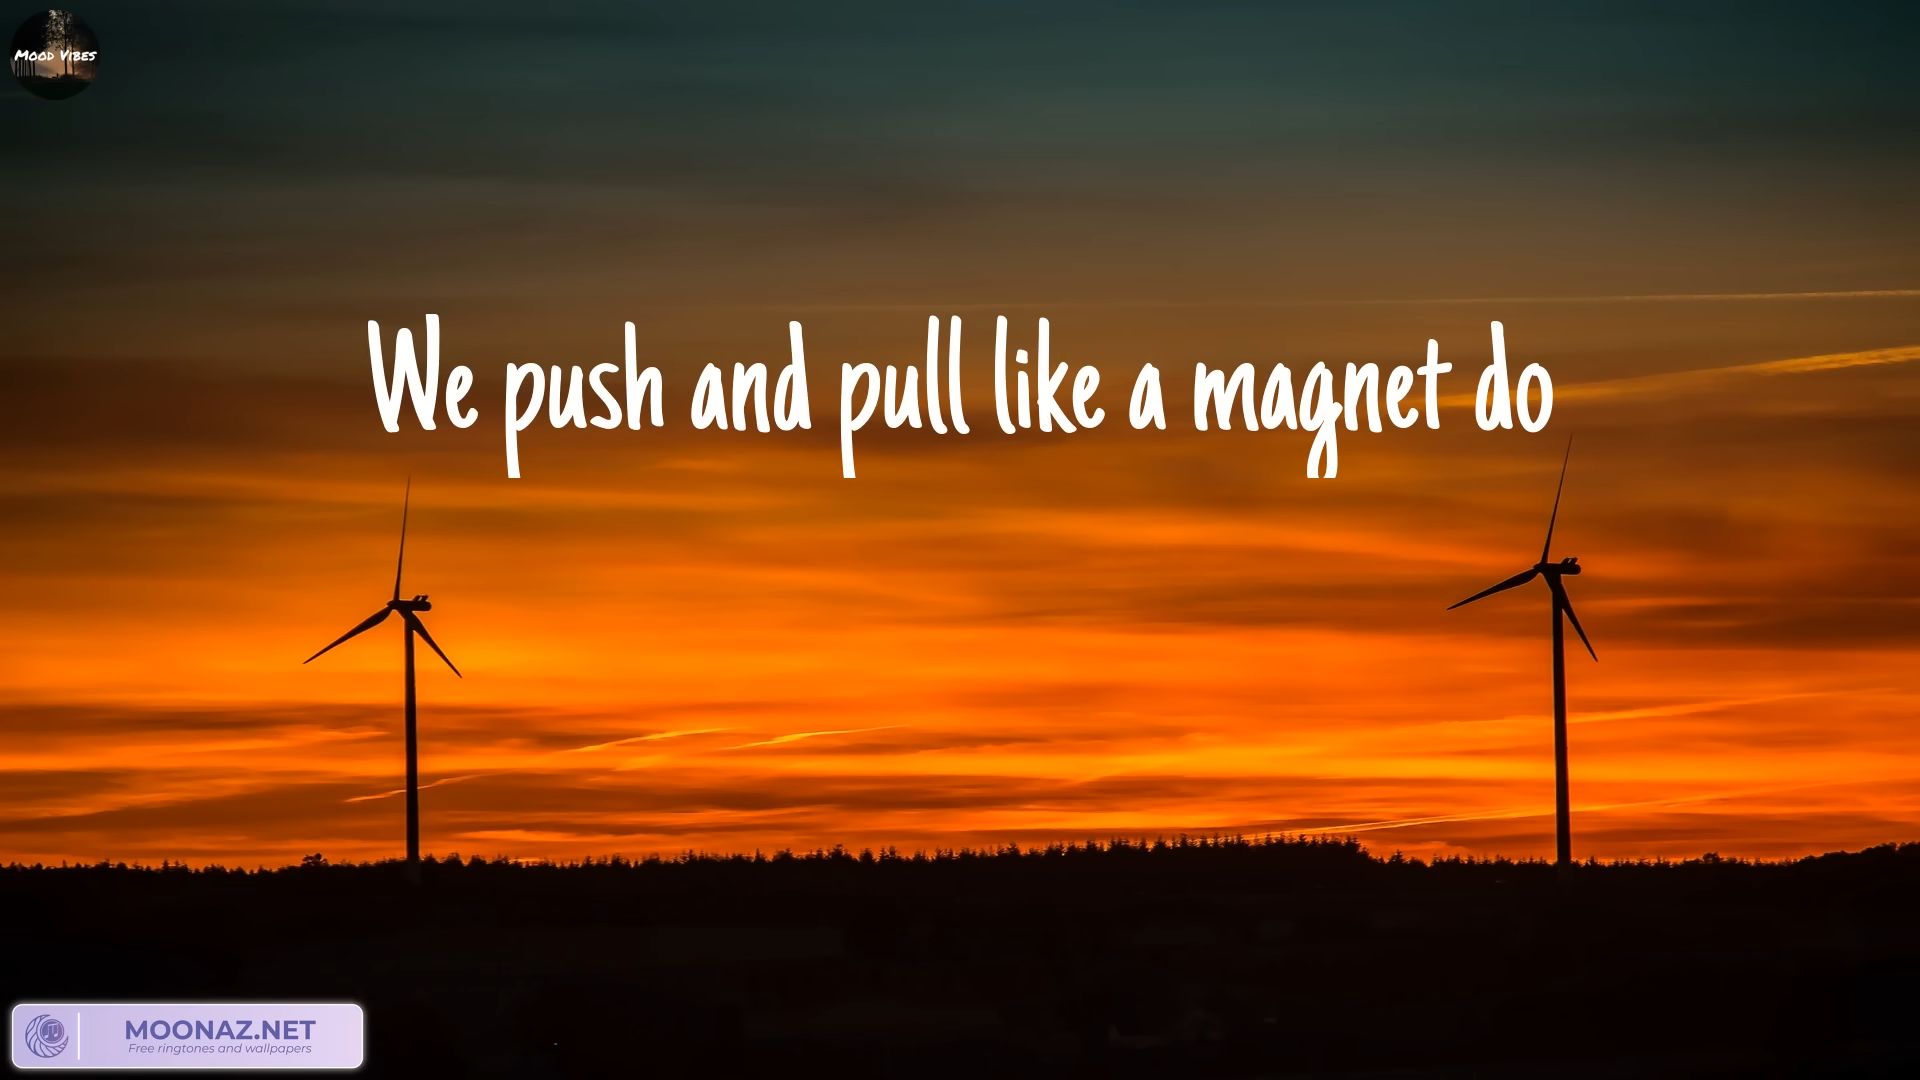 Mood Vibes
We push and pull like a magnet do
MOONAZ.NET
Free ringtones and wallpapers